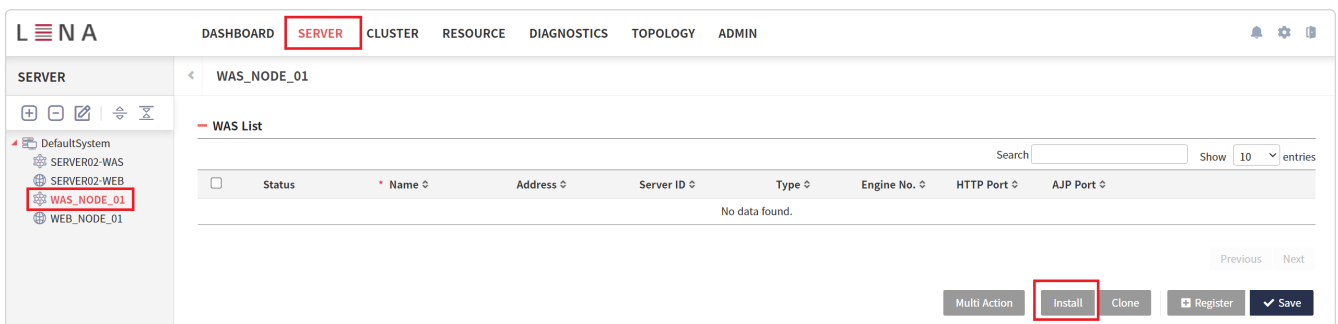 LENA
DASHBOARD SERVER CLUSTER RESOURCE DIAGNOSTICS TOPOLOGY ADMIN
SERVER
WAS_NODE_01
DefaultSystem
SERVER02-WAS
SERVER02-WEB
WAS_NODE_01
WEB_NODE_01
WAS List
Search
Show 10 entries
Status * Name Address Server ID Type Engine No. HTTP Port AJP Port
No data found.
Previous Next
Multi Action Install Clone Register Save